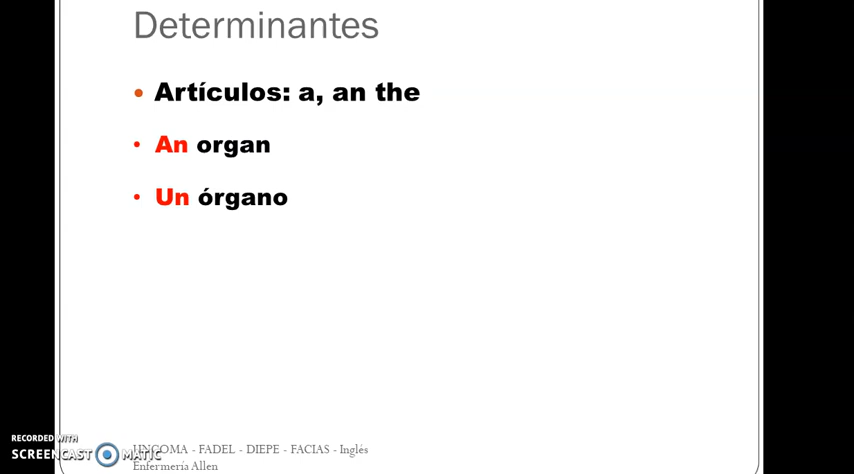 Determinantes
Artículos: a, an the
An organ
Un órgano
RECORDED WITH
SCREENCAST MATIC
UNCOMA - FADEL - DIEPE - FACIAS - Inglés
Enfermería Allen